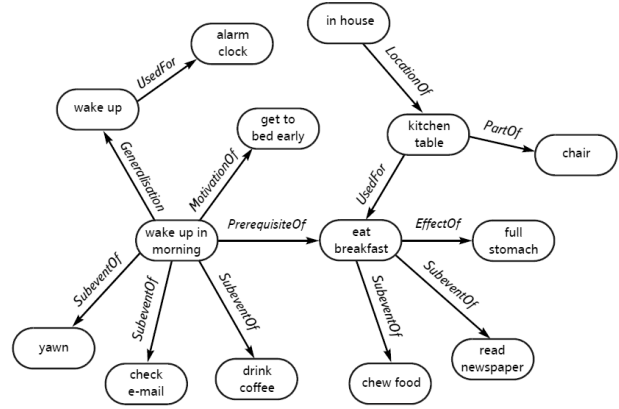 in house
alarm
clock
UsedFor
LocationOf
wake up
get to
bed early
kitchen
table
PartOf
chair
Generalisation
MotivationOf
UsedFor
wake up in
morning
PrerequisiteOf
eat
breakfast
EffectOf
full
stomach
SubeventOf
SubeventOf
SubeventOf
SubeventOf
SubeventOf
yawn
check
e-mail
drink
coffee
chew food
read
newspaper